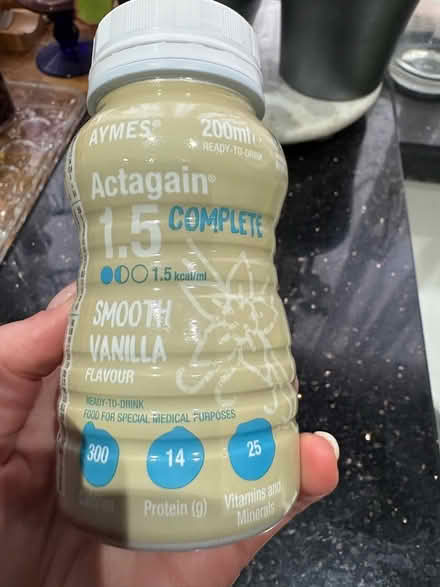 AYMES®
200ml
READY-TO-DRINK
Actagain®
1.5 COMPLETE
1.5 kcal/ml
SMOOTH
VANILLA
FLAVOUR
READY-TO-DRINK
FOOD FOR SPECIAL MEDICAL PURPOSES
300
14
25
Protein (g)
Vitamins and
Minerals